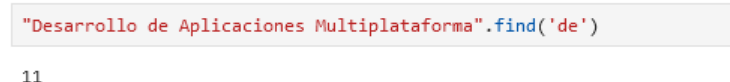 "Desarrollo de Aplicaciones Multiplataforma".find('de')
11